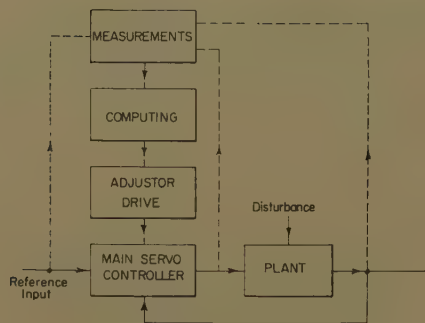 MEASUREMENTS
COMPUTING
ADJUSTOR
DRIVE
Disturbance
MAIN SERVO
CONTROLLER
PLANT
Reference
Input